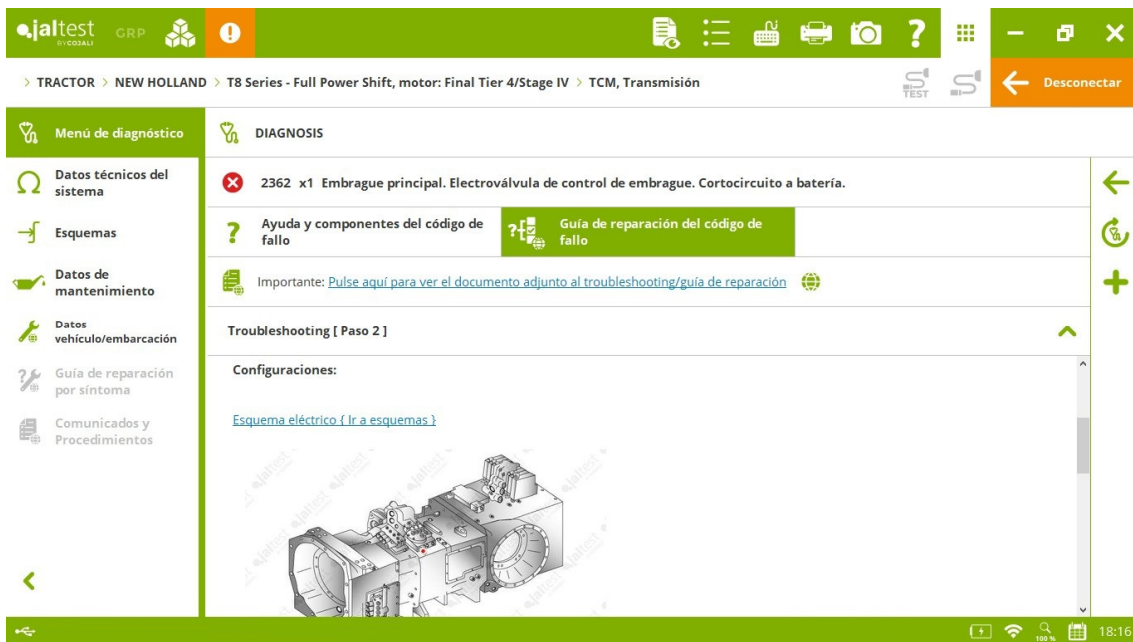 jaltest GRP
BY COJALI
TEST
> TRACTOR > NEW HOLLAND > T8 Series - Full Power Shift, motor: Final Tier 4/Stage IV > TCM, Transmisión
Desconectar
Menú de diagnóstico
DIAGNOSIS
Datos técnicos del
sistema
2362 x1 Embrague principal. Electroválvula de control de embrague. Cortocircuito a batería.
Esquemas
Ayuda y componentes del código de
fallo
Guía de reparación del código de
fallo
Datos de
mantenimiento
Importante: Pulse aquí para ver el documento adjunto al troubleshooting/guía de reparación
Datos
vehículo/embarcación
Troubleshooting [ Paso 2 ]
Guía de reparación
por síntoma
Configuraciones:
Comunicados y
Procedimientos
Esquema eléctrico { Ir a esquemas }
jaltest
100 %
18:16